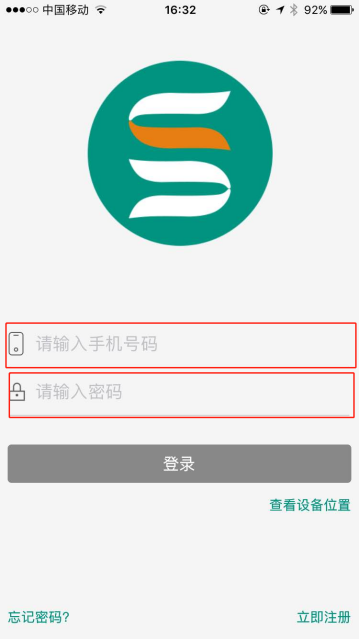 中国移动 16:32 92%
请输入手机号码
请输入密码
登录
查看设备位置
忘记密码? 立即注册